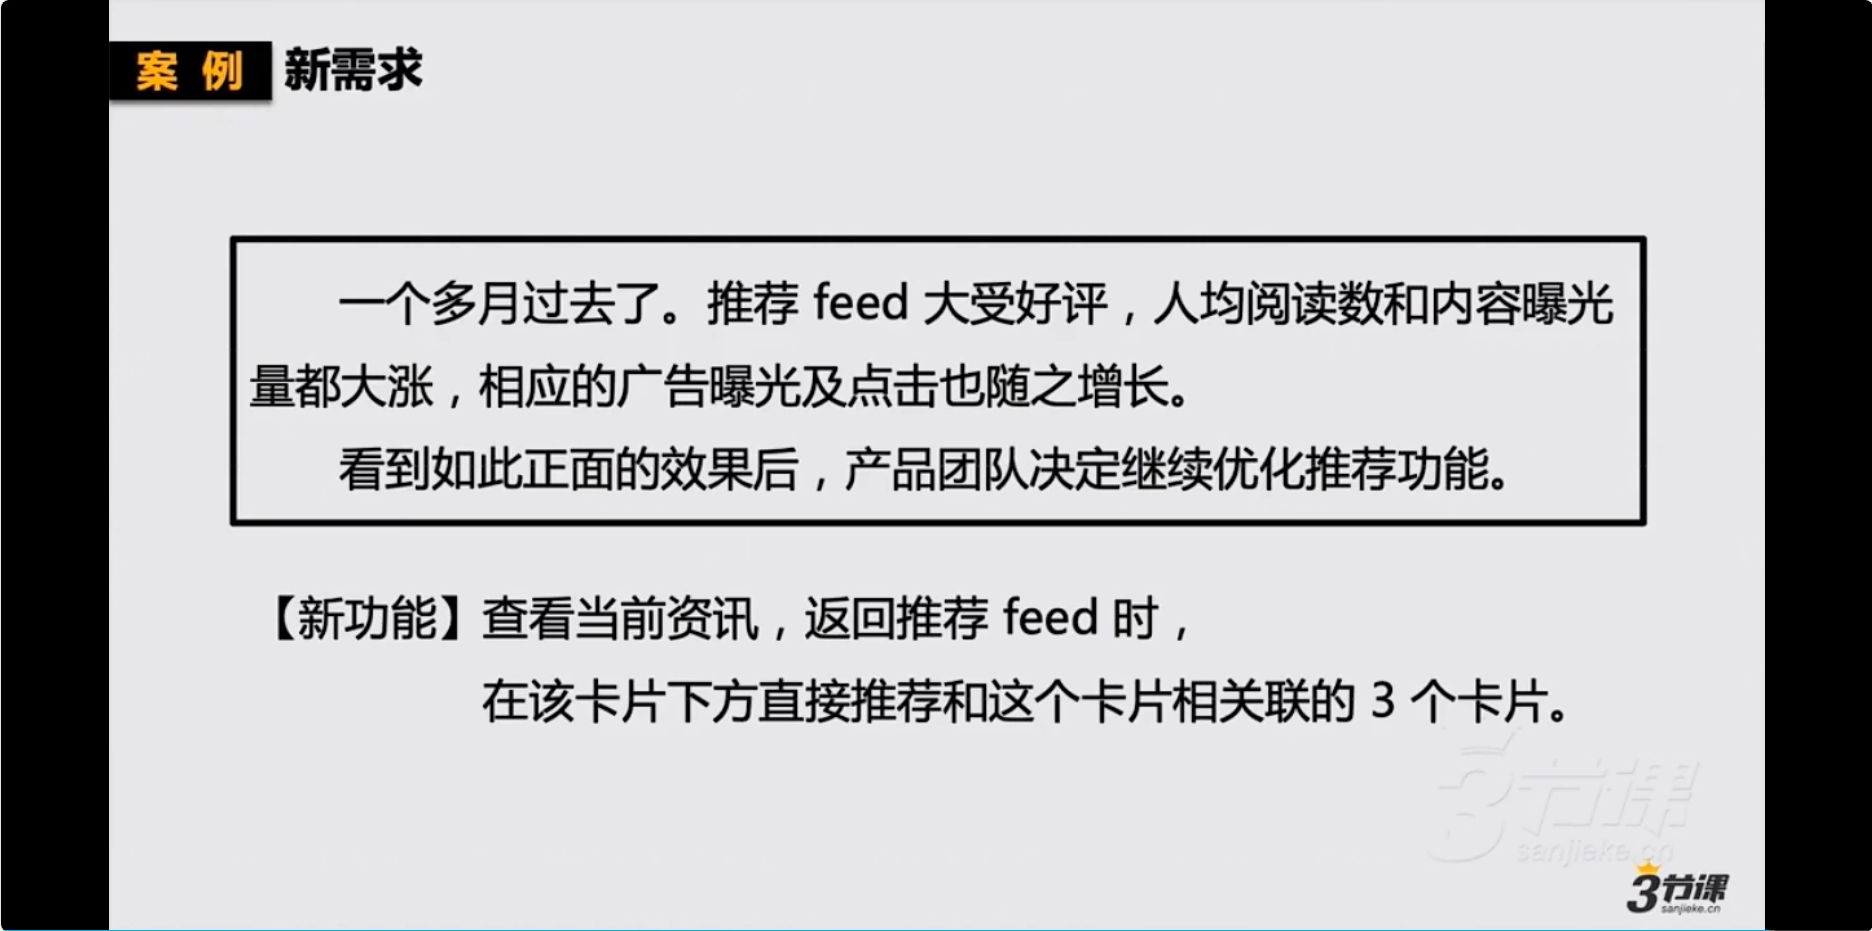 案 例 新需求
一个多月过去了。推荐 feed 大受好评，人均阅读数和内容曝光
量都大涨，相应的广告曝光及点击也随之增长。
看到如此正面的效果后，产品团队决定继续优化推荐功能。
【新功能】查看当前资讯，返回推荐 feed 时，
在该卡片下方直接推荐和这个卡片相关联的 3 个卡片。
3节课
sanjieke.cn
3节课
sanjieke.cn